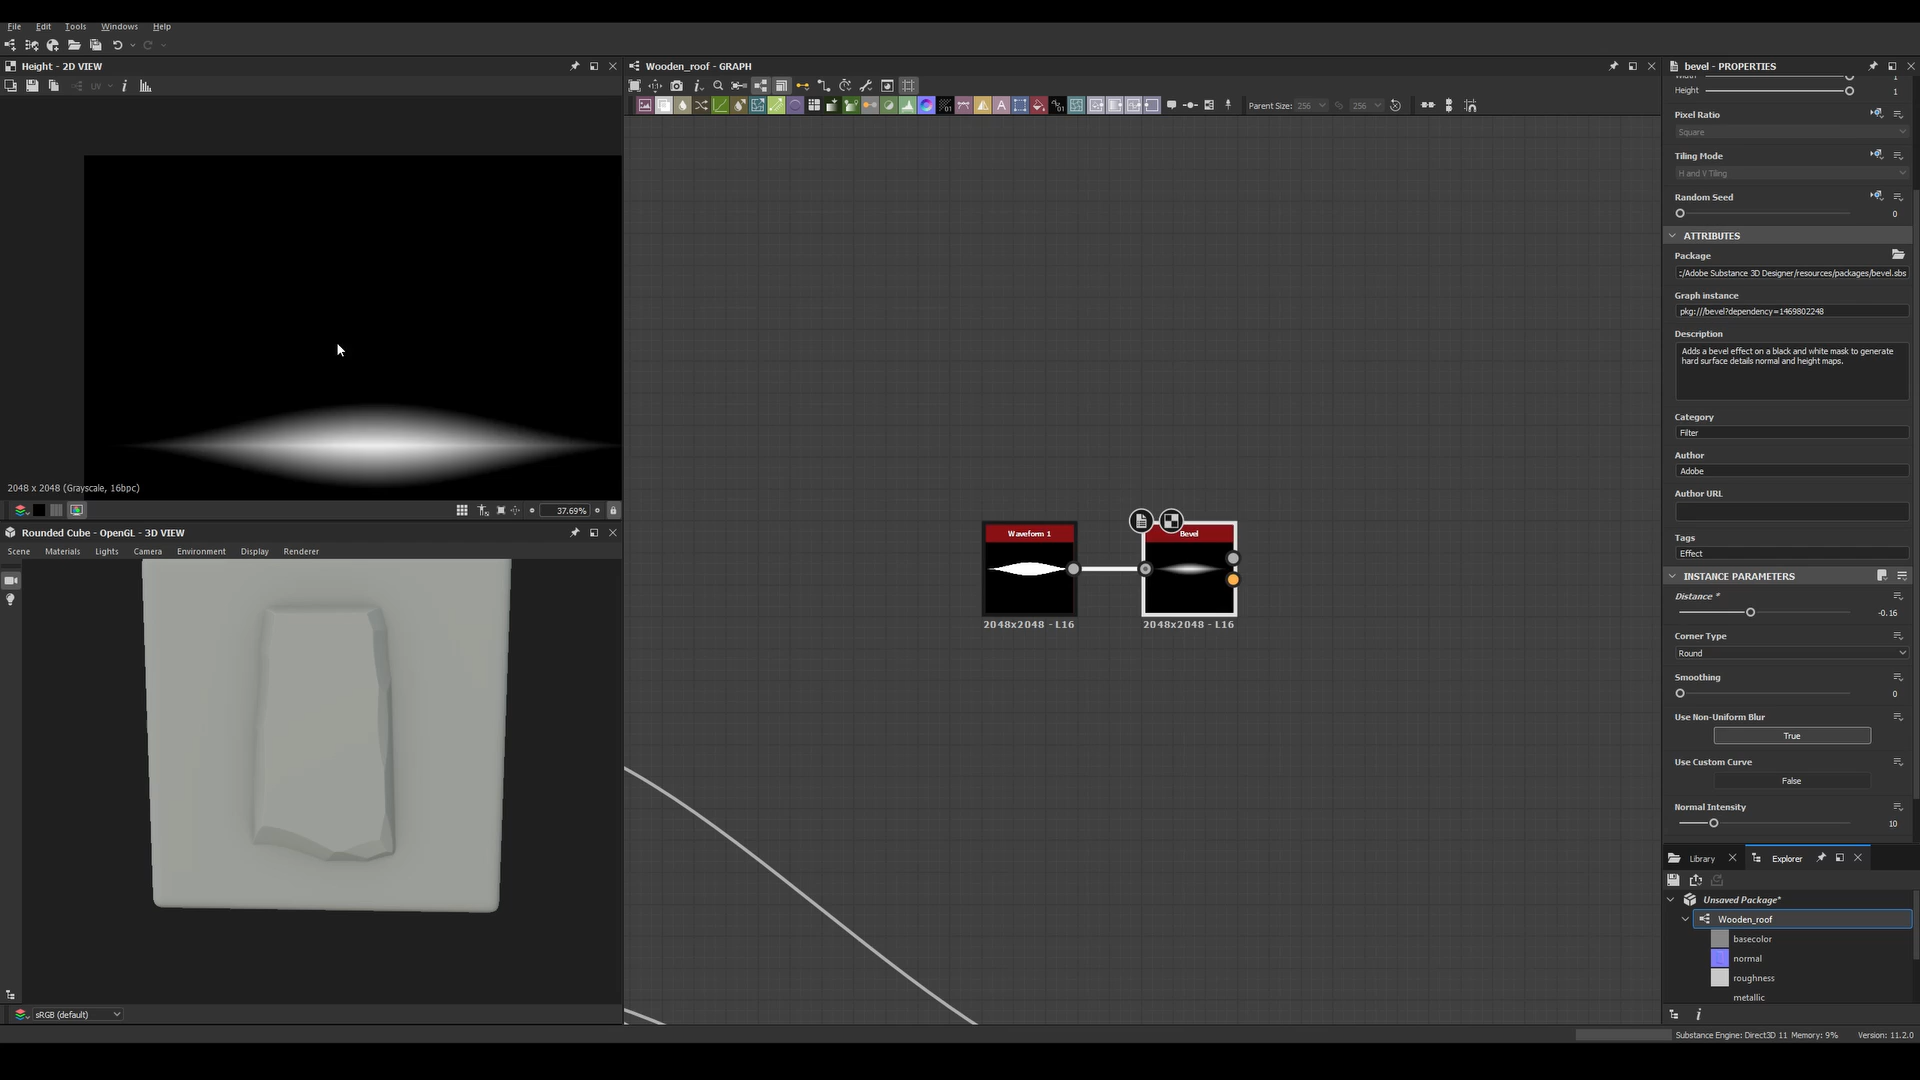 File Edit Tools Windows Help
Height - 2D VIEW
UV
2048 x 2048 (Grayscale, 16bpc)
37.69%
Rounded Cube - OpenGL - 3D VIEW
Scene Materials Lights Camera Environment Display Renderer
sRGB (default)
Wooden_roof - GRAPH
Parent Size: 256 256
Waveform 1
2048x2048 - L16
Bevel
2048x2048 - L16
bevel - PROPERTIES
Width 1
Height 1
Pixel Ratio
Square
Tiling Mode
H and V Tiling
Random Seed
0
ATTRIBUTES
Package
:/Adobe Substance 3D Designer/resources/packages/bevel.sbs
Graph instance
pkg:///bevel?dependency=1469802248
Description
Adds a bevel effect on a black and white mask to generate
hard surface details normal and height maps.
Category
Filter
Author
Adobe
Author URL
Tags
Effect
INSTANCE PARAMETERS
Distance *
-0.16
Corner Type
Round
Smoothing
0
Use Non-Uniform Blur
True
Use Custom Curve
False
Normal Intensity
10
Library Explorer
Unsaved Package*
Wooden_roof
basecolor
normal
roughness
metallic
Substance Engine: Direct3D 11 Memory: 9% Version: 11.2.0